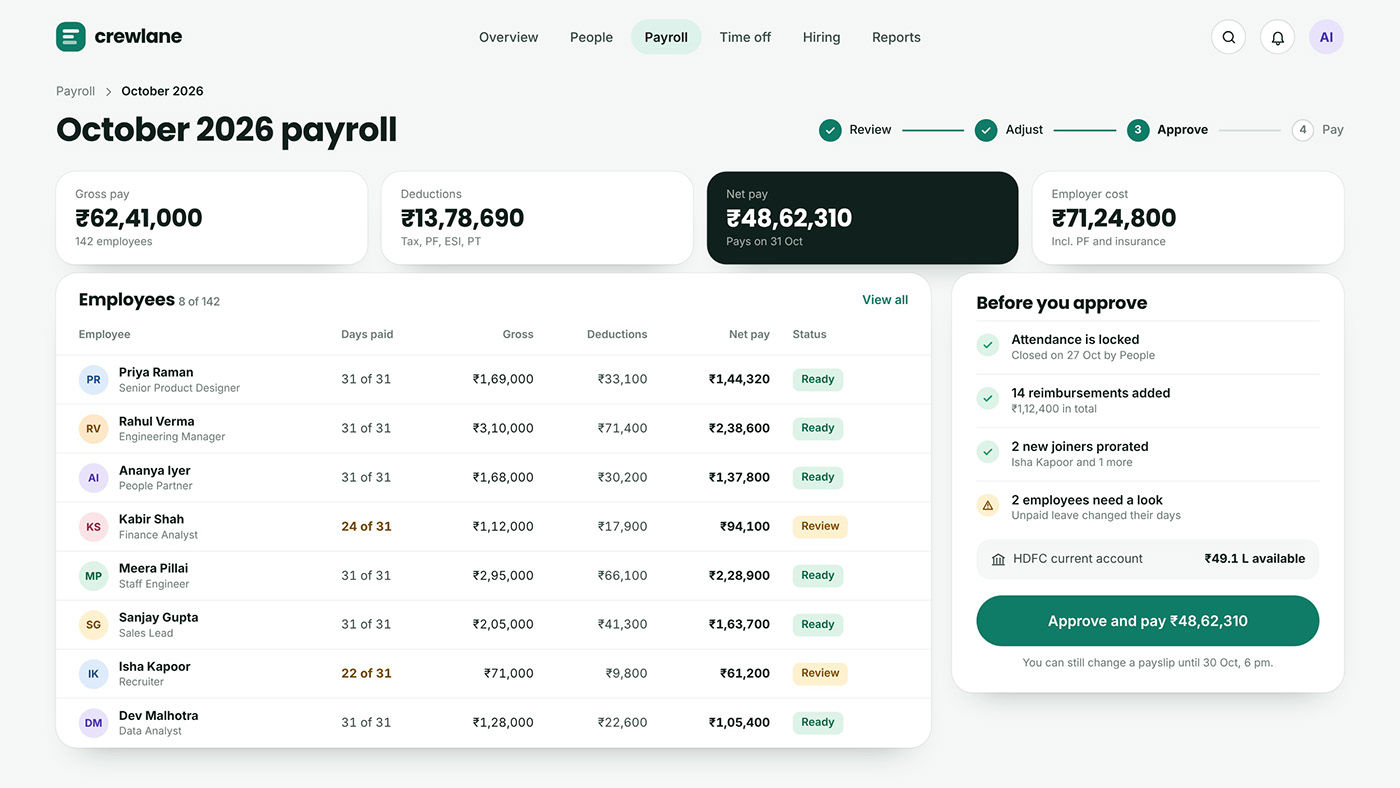 crewlane
Overview People Payroll Time off Hiring Reports
AI
Payroll > October 2026
October 2026 payroll
Review Adjust 3 Approve 4 Pay
Gross pay
₹62,41,000
142 employees
Deductions
₹13,78,690
Tax, PF, ESI, PT
Net pay
₹48,62,310
Pays on 31 Oct
Employer cost
₹71,24,800
Incl. PF and insurance
Employees 8 of 142 View all
Employee Days paid Gross Deductions Net pay Status
PR Priya Raman 31 of 31 ₹1,69,000 ₹33,100 ₹1,44,320 Ready
Senior Product Designer
RV Rahul Verma 31 of 31 ₹3,10,000 ₹71,400 ₹2,38,600 Ready
Engineering Manager
AI Ananya Iyer 31 of 31 ₹1,68,000 ₹30,200 ₹1,37,800 Ready
People Partner
KS Kabir Shah 24 of 31 ₹1,12,000 ₹17,900 ₹94,100 Review
Finance Analyst
MP Meera Pillai 31 of 31 ₹2,95,000 ₹66,100 ₹2,28,900 Ready
Staff Engineer
SG Sanjay Gupta 31 of 31 ₹2,05,000 ₹41,300 ₹1,63,700 Ready
Sales Lead
IK Isha Kapoor 22 of 31 ₹71,000 ₹9,800 ₹61,200 Review
Recruiter
DM Dev Malhotra 31 of 31 ₹1,28,000 ₹22,600 ₹1,05,400 Ready
Data Analyst
Before you approve
Attendance is locked
Closed on 27 Oct by People
14 reimbursements added
₹1,12,400 in total
2 new joiners prorated
Isha Kapoor and 1 more
2 employees need a look
Unpaid leave changed their days
HDFC current account ₹49.1 L available
Approve and pay ₹48,62,310
You can still change a payslip until 30 Oct, 6 pm.